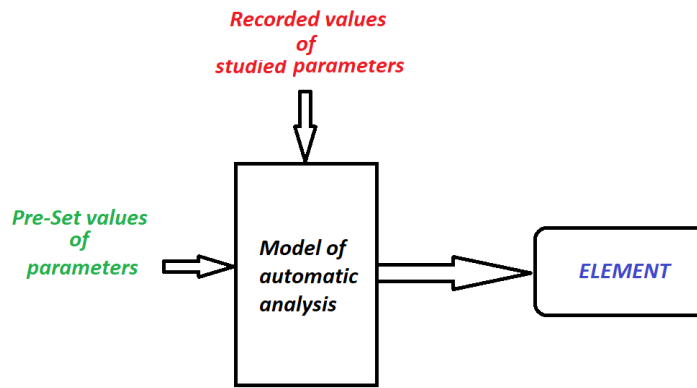 Recorded values
of
studied parameters
Pre-Set values
of
parameters
Model of
automatic
analysis
ELEMENT